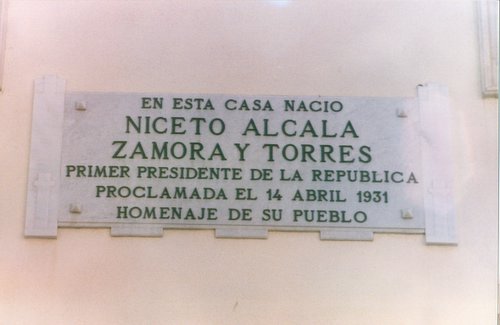 EN ESTA CASA NACIO
NICETO ALCALA
ZAMORA Y TORRES
PRIMER PRESIDENTE DE LA REPUBLICA
PROCLAMADA EL 14 ABRIL 1931
HOMENAJE DE SU PUEBLO